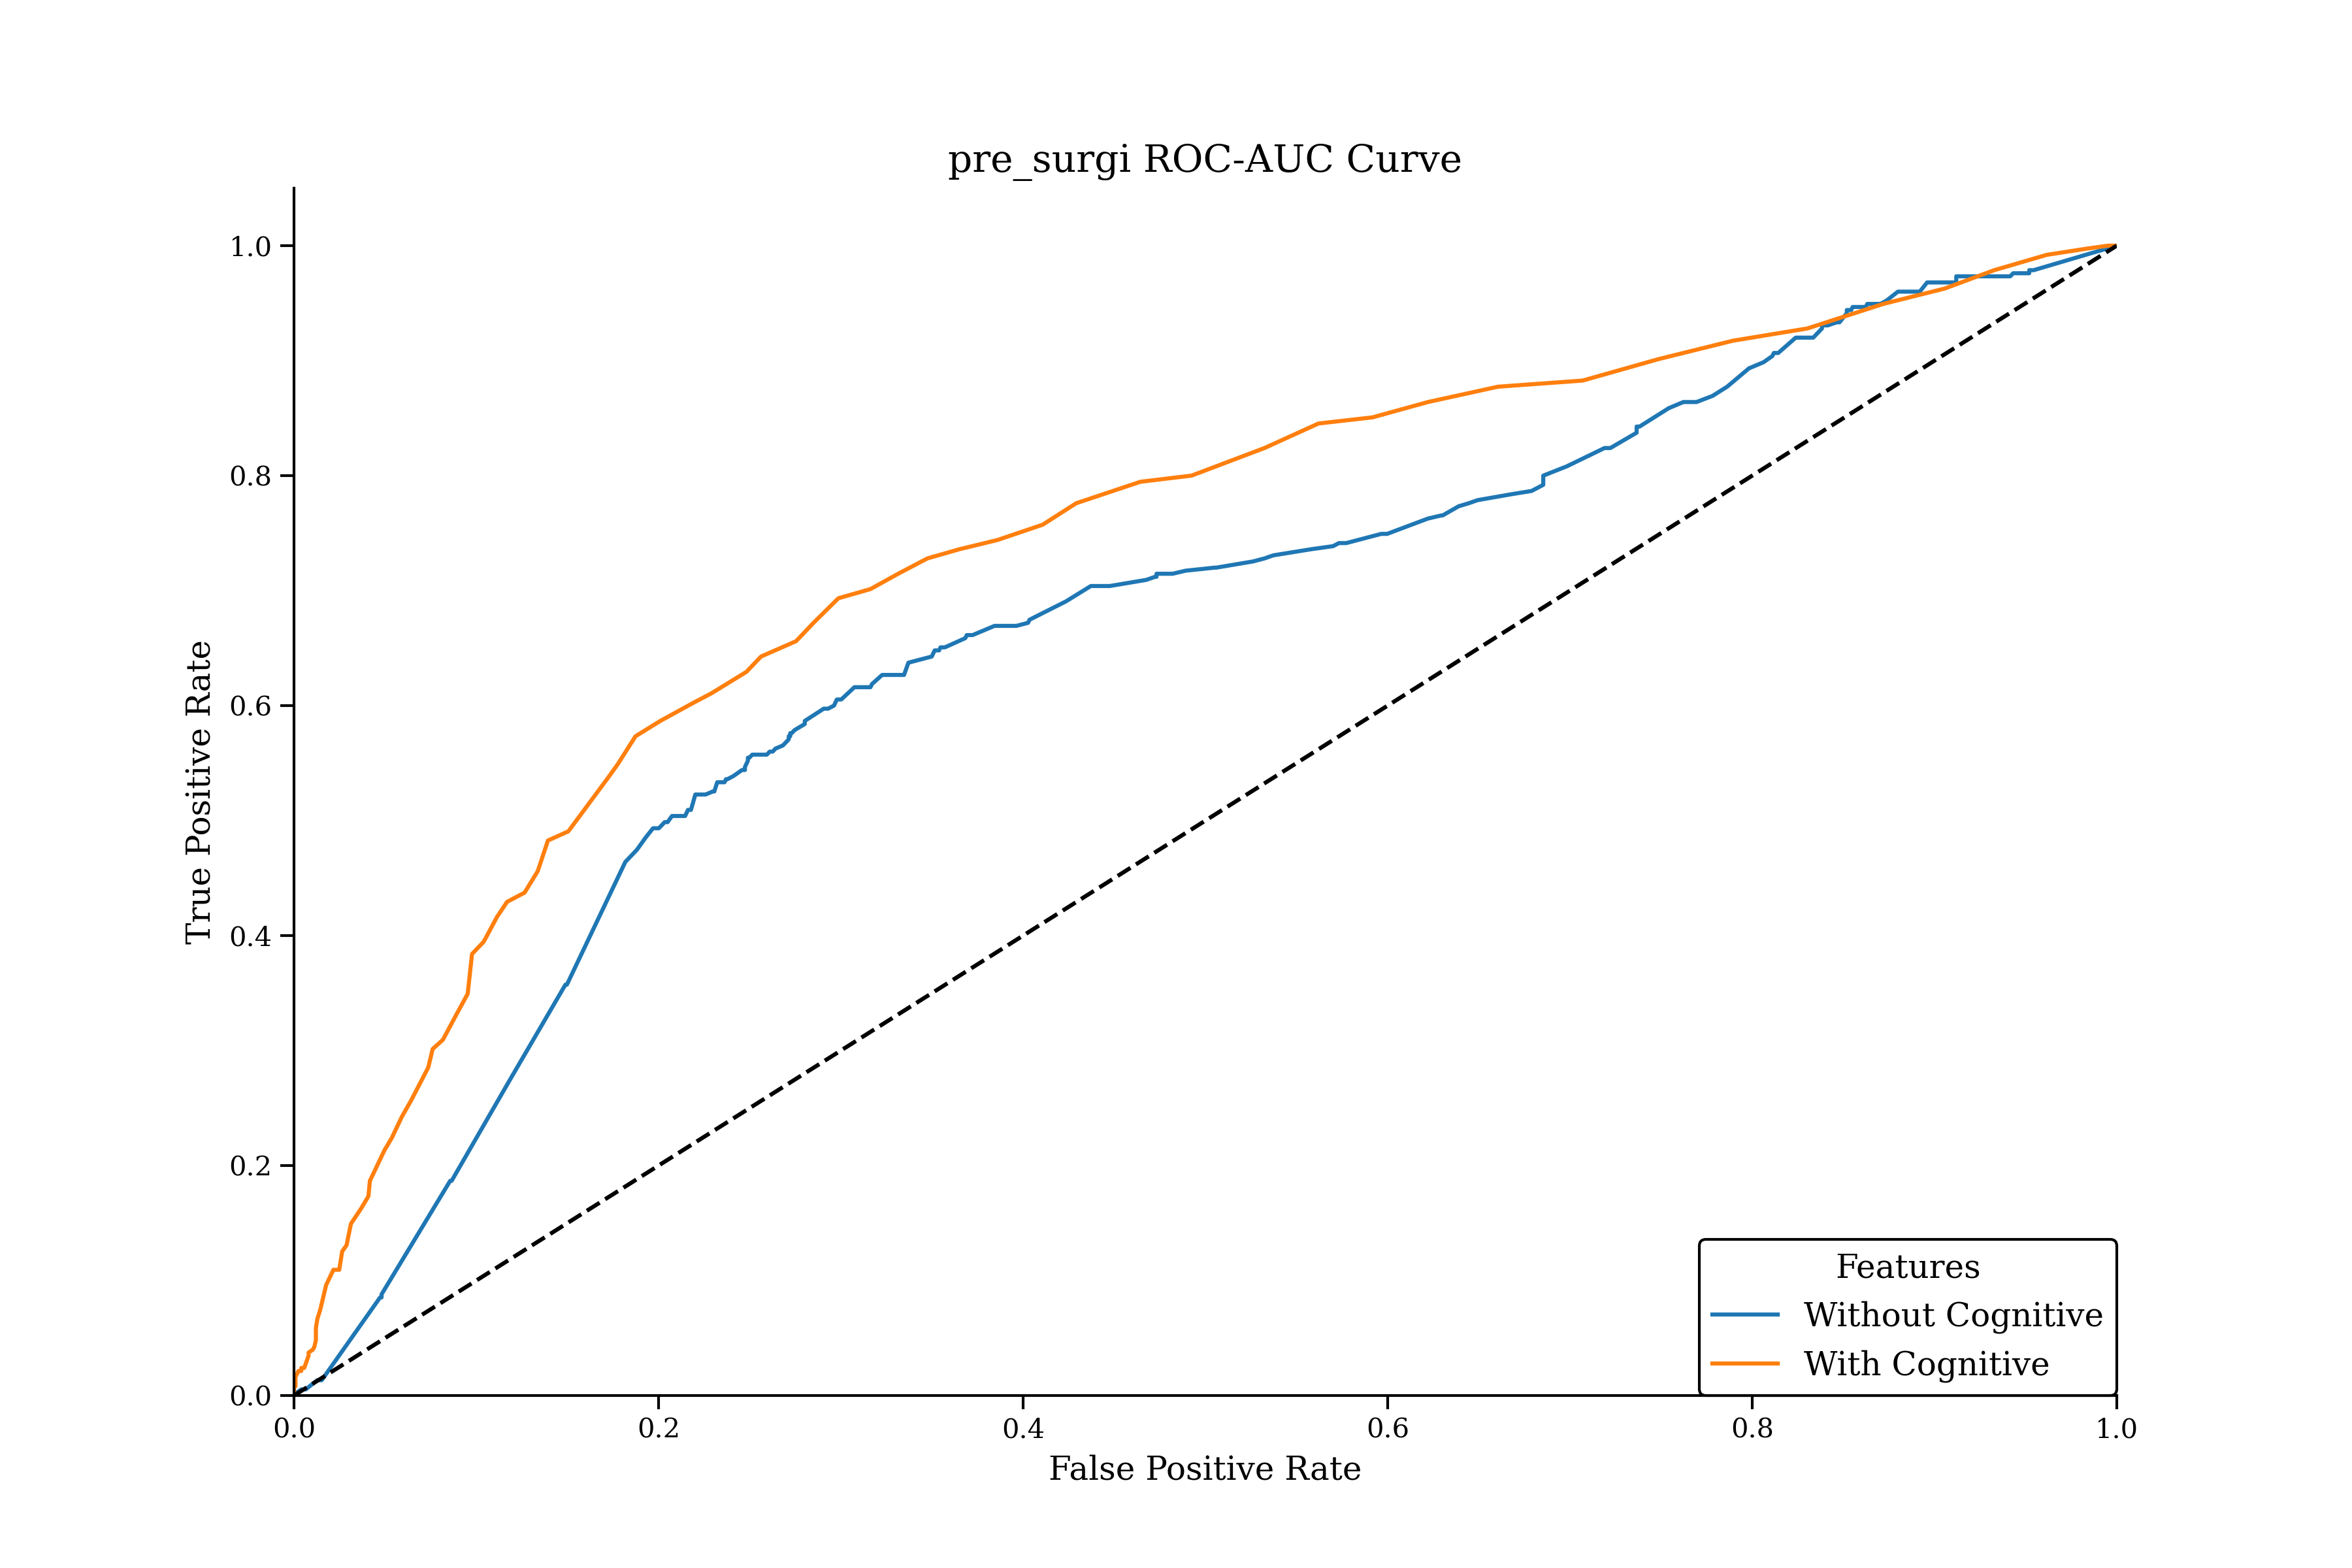 pre_surgi ROC-AUC Curve
1.0
0.8
0.6
0.4
0.2
0.0
True Positive Rate
0.0 0.2 0.4 0.6 0.8 1.0
False Positive Rate
Features
Without Cognitive
With Cognitive